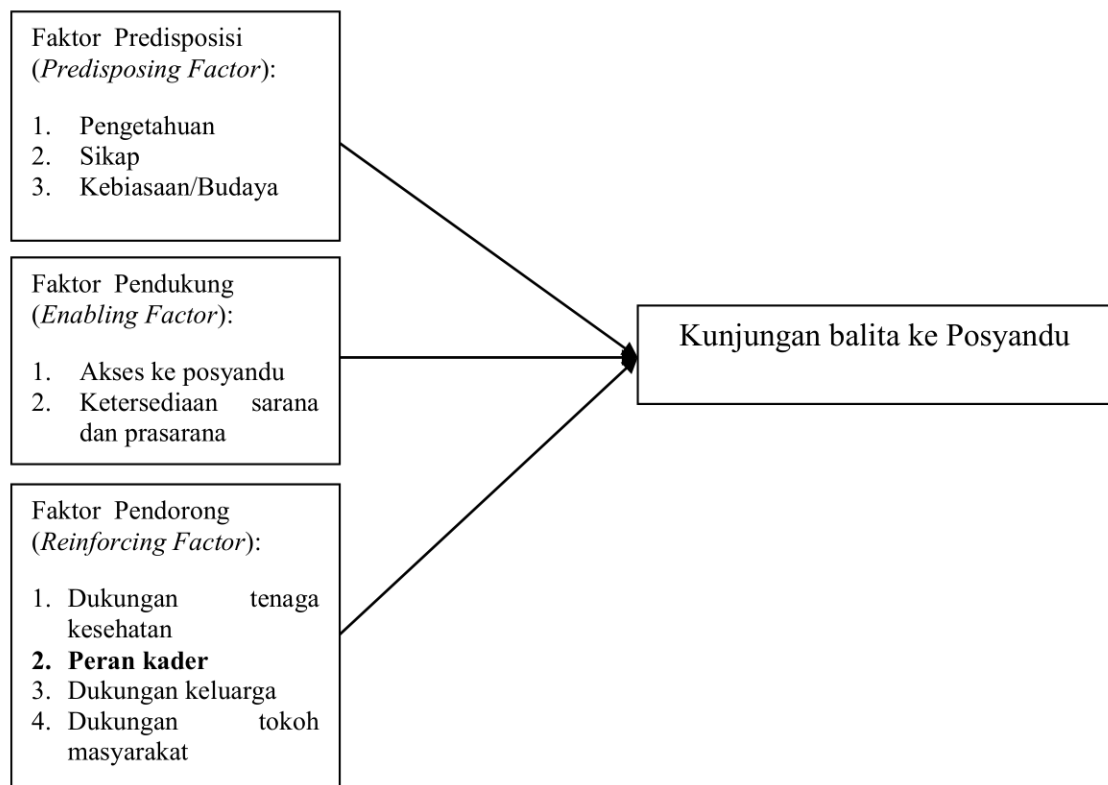 Faktor Predisposisi
(Predisposing Factor):
1. Pengetahuan
2. Sikap
3. Kebiasaan/Budaya
Faktor Pendukung
(Enabling Factor):
1. Akses ke posyandu
2. Ketersediaan sarana
dan prasarana
Faktor Pendorong
(Reinforcing Factor):
1. Dukungan tenaga
kesehatan
2. Peran kader
3. Dukungan keluarga
4. Dukungan tokoh
masyarakat
Kunjungan balita ke Posyandu